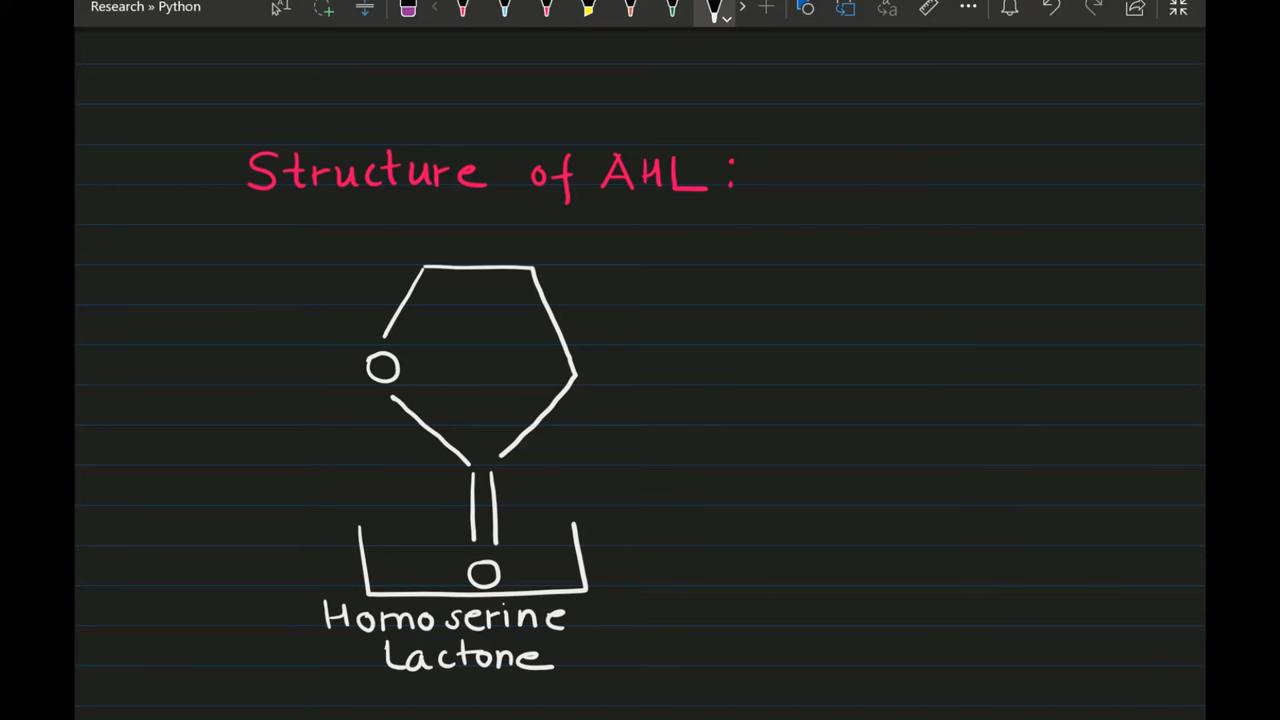 Research » Python
Structure of AHL:
O
O
Homoserine
Lactone